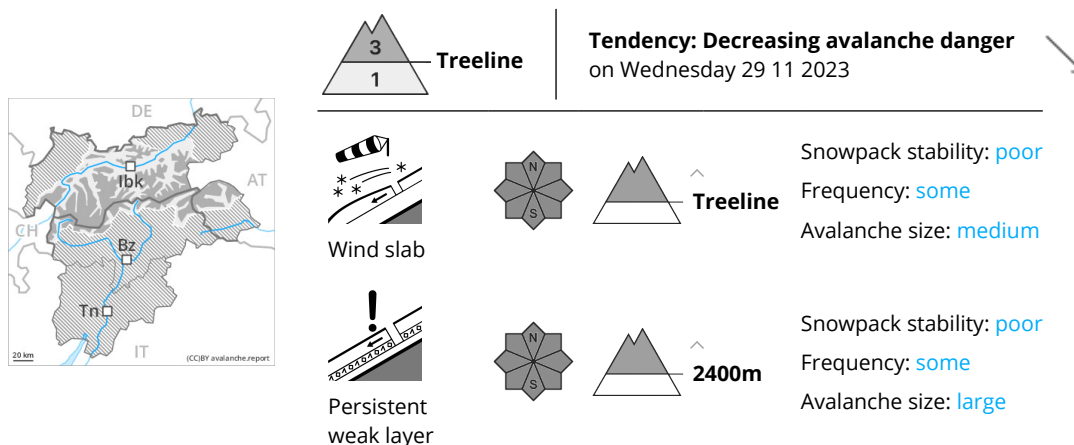 3
1
Treeline
Tendency: Decreasing avalanche danger
on Wednesday 29 11 2023
DE
AT
CH
IT
Ibk
Bz
Tn
20 km
(CC)BY avalanche.report
Wind slab
N
S
Treeline
Snowpack stability: poor
Frequency: some
Avalanche size: medium
Persistent
weak layer
N
S
2400m
Snowpack stability: poor
Frequency: some
Avalanche size: large